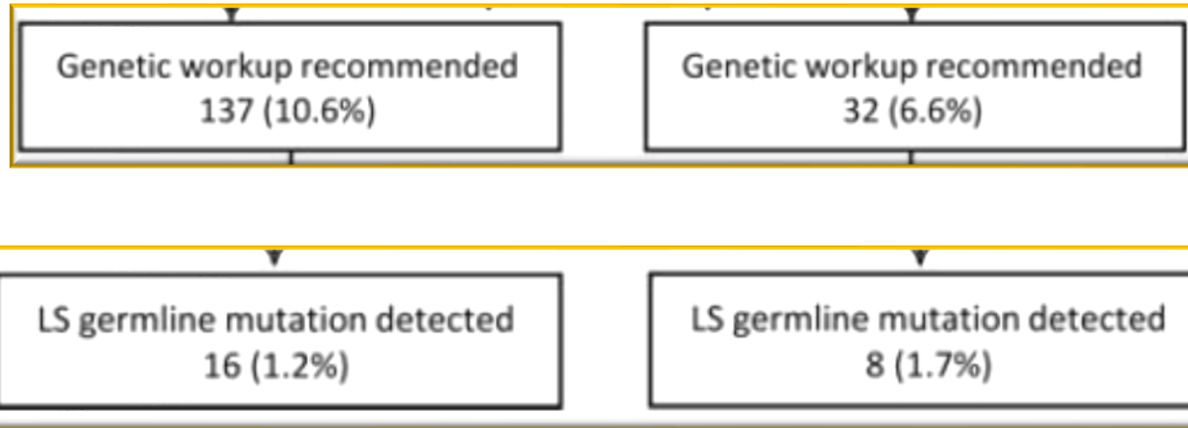 Genetic workup recommended
137 (10.6%)
Genetic workup recommended
32 (6.6%)
LS germline mutation detected
16 (1.2%)
LS germline mutation detected
8 (1.7%)